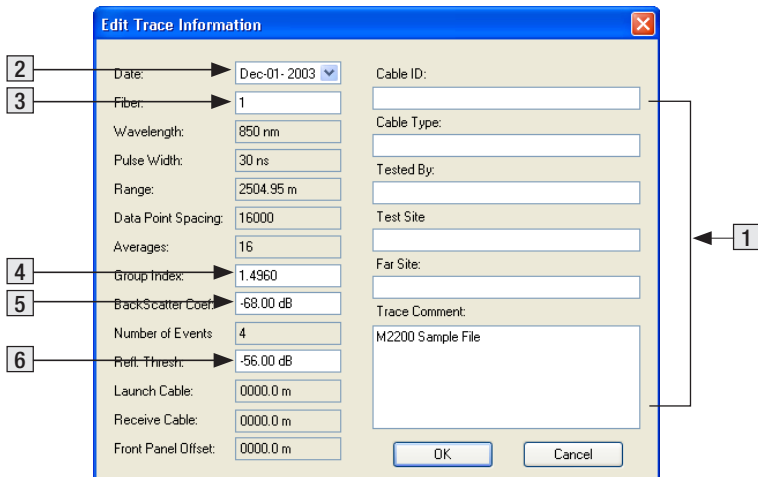 Edit Trace Information
2
Date: Dec-01- 2003
3
Fiber: 1
Wavelength: 850 nm
Pulse Width: 30 ns
Range: 2504.95 m
Data Point Spacing: 16000
Averages: 16
4
Group Index: 1.4960
5
BackScatter Coef: -68.00 dB
Number of Events 4
6
Refl. Thresh: -56.00 dB
Launch Cable: 0000.0 m
Receive Cable: 0000.0 m
Front Panel Offset: 0000.0 m
Cable ID:
Cable Type:
Tested By:
Test Site
1
Far Site:
Trace Comment:
M2200 Sample File
OK
Cancel